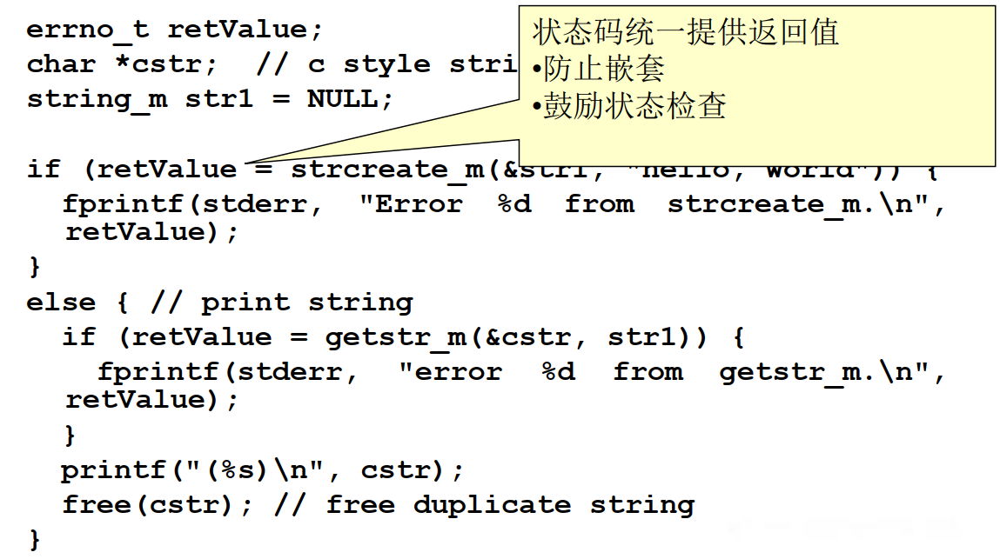 errno_t retValue;
char *cstr;  // c style stri
string_m str1 = NULL;
状态码统一提供返回值
•防止嵌套
•鼓励状态检查
if (retValue = strcreate_m(&str1, "hello, world")) {
fprintf(stderr, "Error %d from strcreate_m.\n",
retValue);
}
else { // print string
if (retValue = getstr_m(&cstr, str1)) {
fprintf(stderr, "error %d from getstr_m.\n",
retValue);
}
printf("(%s)\n", cstr);
free(cstr); // free duplicate string
}